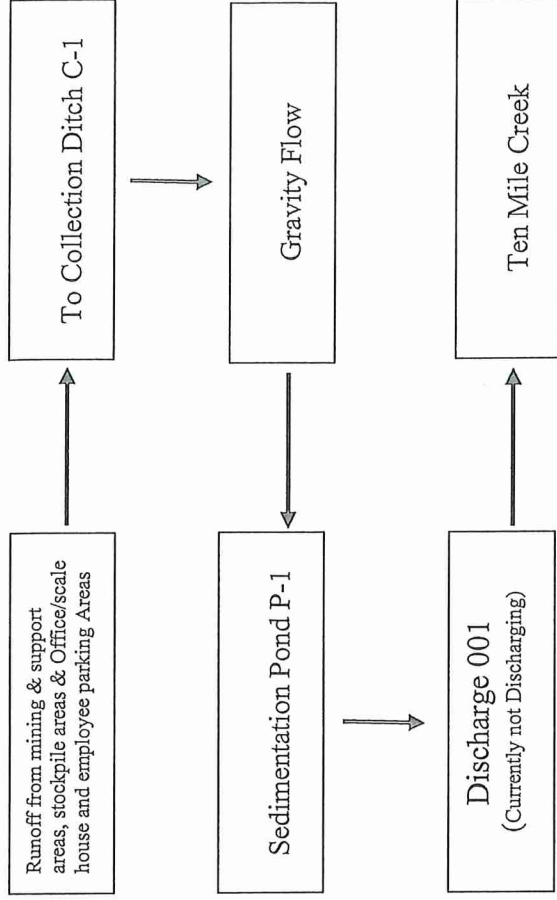 Runoff from mining & support
areas, stockpile areas & Office/scale
house and employee parking Areas
To Collection Ditch C-1
Gravity Flow
Sedimentation Pond P-1
Discharge 001
(Currently not Discharging)
Ten Mile Creek